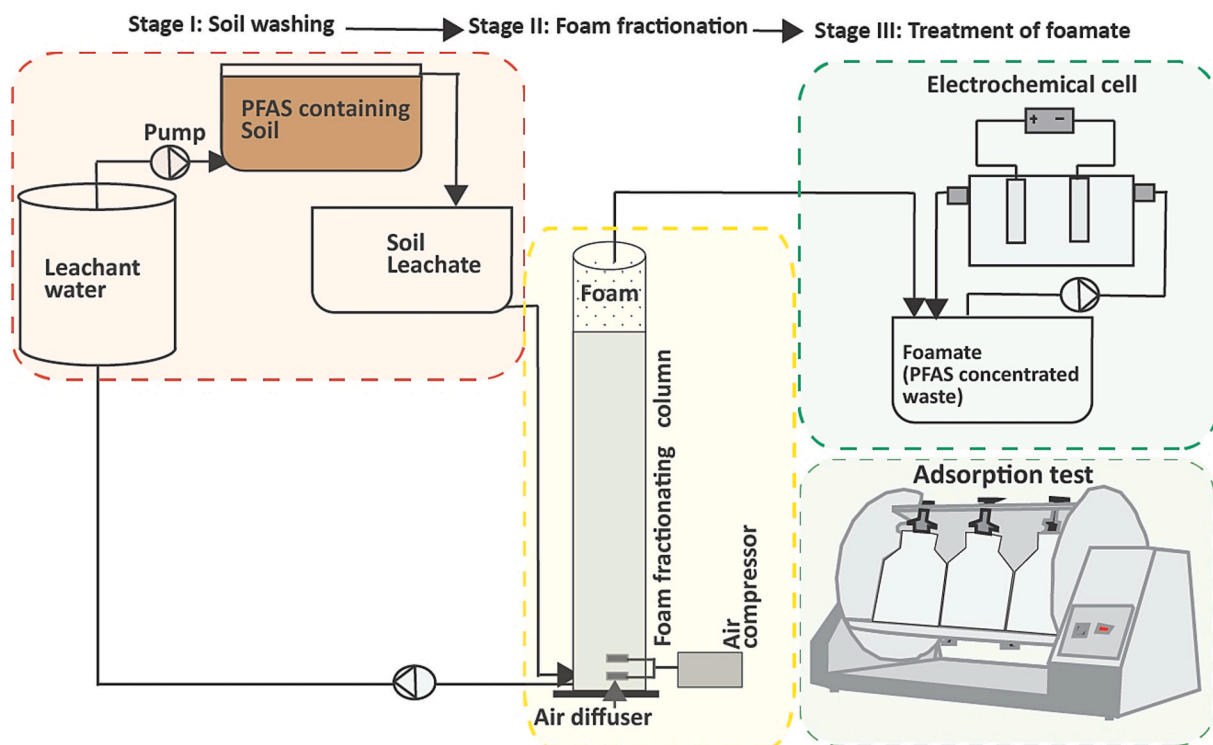 Stage I: Soil washing
Stage II: Foam fractionation
Stage III: Treatment of foamate
PFAS containing
Soil
Pump
Leachant
water
Soil
Leachate
Foam
Foam fractionating column
Air
compressor
Air diffuser
Electrochemical cell
+ −
Foamate
(PFAS concentrated
waste)
Adsorption test